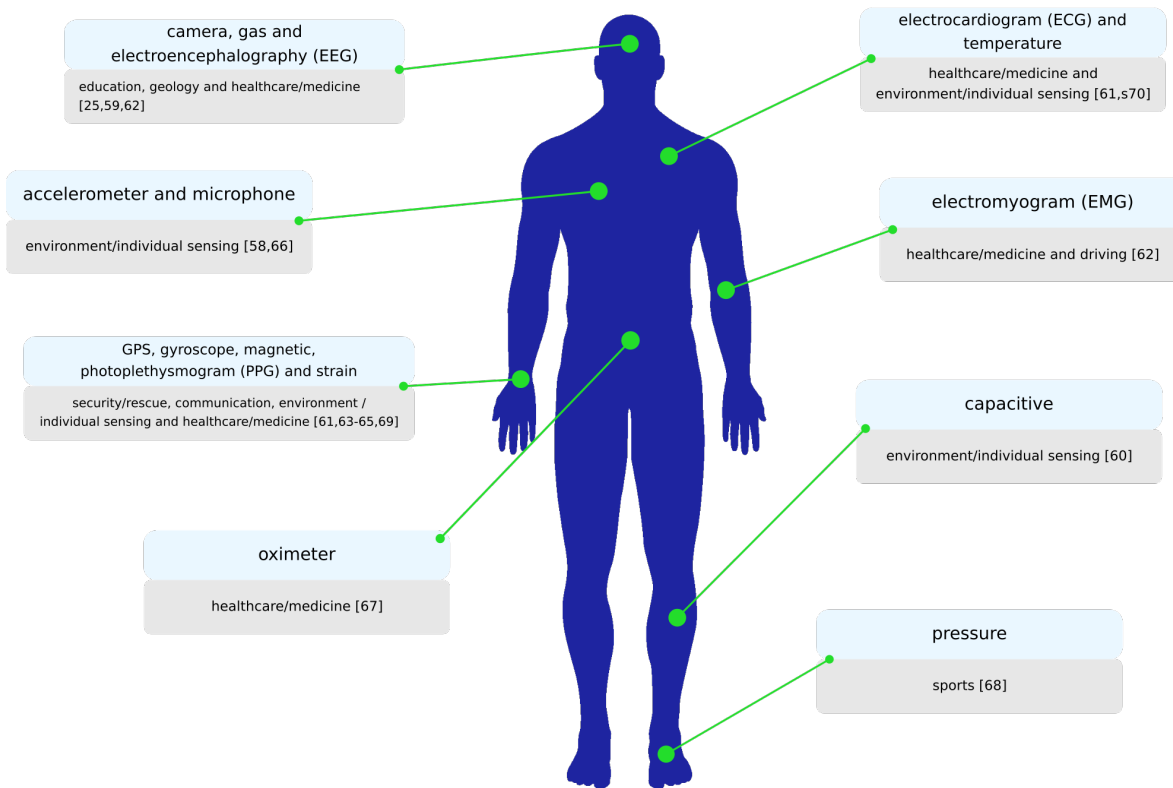 camera, gas and
electroencephalography (EEG)
education, geology and healthcare/medicine
[25,59,62]
electrocardiogram (ECG) and
temperature
healthcare/medicine and
environment/individual sensing [61,s70]
accelerometer and microphone
environment/individual sensing [58,66]
electromyogram (EMG)
healthcare/medicine and driving [62]
GPS, gyroscope, magnetic,
photoplethysmogram (PPG) and strain
security/rescue, communication, environment /
individual sensing and healthcare/medicine [61,63-65,69]
capacitive
environment/individual sensing [60]
oximeter
healthcare/medicine [67]
pressure
sports [68]